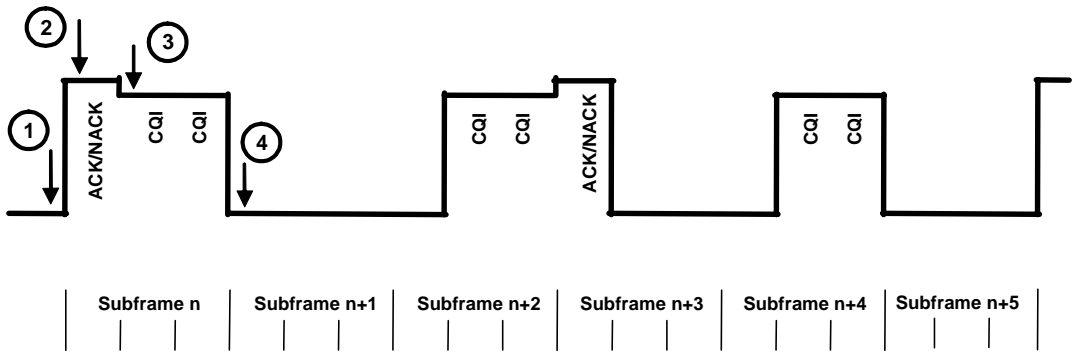 2
3
1
4
ACK/NACK
CQI
CQI
CQI
CQI
ACK/NACK
CQI
CQI
Subframe n
Subframe n+1
Subframe n+2
Subframe n+3
Subframe n+4
Subframe n+5